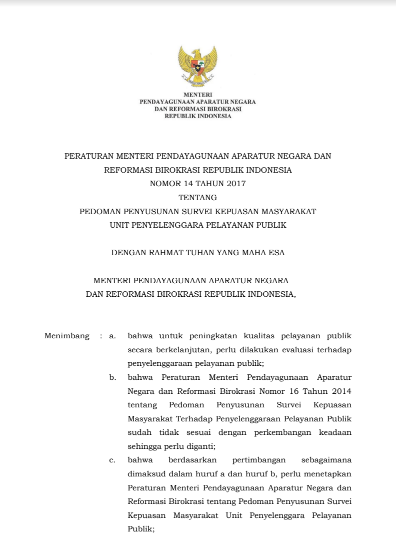 MENTERI
PENDAYAGUNAAN APARATUR NEGARA
DAN REFORMASI BIROKRASI
REPUBLIK INDONESIA
PERATURAN MENTERI PENDAYAGUNAAN APARATUR NEGARA DAN
REFORMASI BIROKRASI REPUBLIK INDONESIA
NOMOR 14 TAHUN 2017
TENTANG
PEDOMAN PENYUSUNAN SURVEI KEPUASAN MASYARAKAT
UNIT PENYELENGGARA PELAYANAN PUBLIK
DENGAN RAHMAT TUHAN YANG MAHA ESA
MENTERI PENDAYAGUNAAN APARATUR NEGARA
DAN REFORMASI BIROKRASI REPUBLIK INDONESIA,
Menimbang : a. bahwa untuk peningkatan kualitas pelayanan publik
secara berkelanjutan, perlu dilakukan evaluasi terhadap
penyelenggaraan pelayanan publik;
b. bahwa Peraturan Menteri Pendayagunaan Aparatur
Negara dan Reformasi Birokrasi Nomor 16 Tahun 2014
tentang Pedoman Penyusunan Survei Kepuasan
Masyarakat Terhadap Penyelenggaraan Pelayanan Publik
sudah tidak sesuai dengan perkembangan keadaan
sehingga perlu diganti;
c. bahwa berdasarkan pertimbangan sebagaimana
dimaksud dalam huruf a dan huruf b, perlu menetapkan
Peraturan Menteri Pendayagunaan Aparatur Negara dan
Reformasi Birokrasi tentang Pedoman Penyusunan Survei
Kepuasan Masyarakat Unit Penyelenggara Pelayanan
Publik;